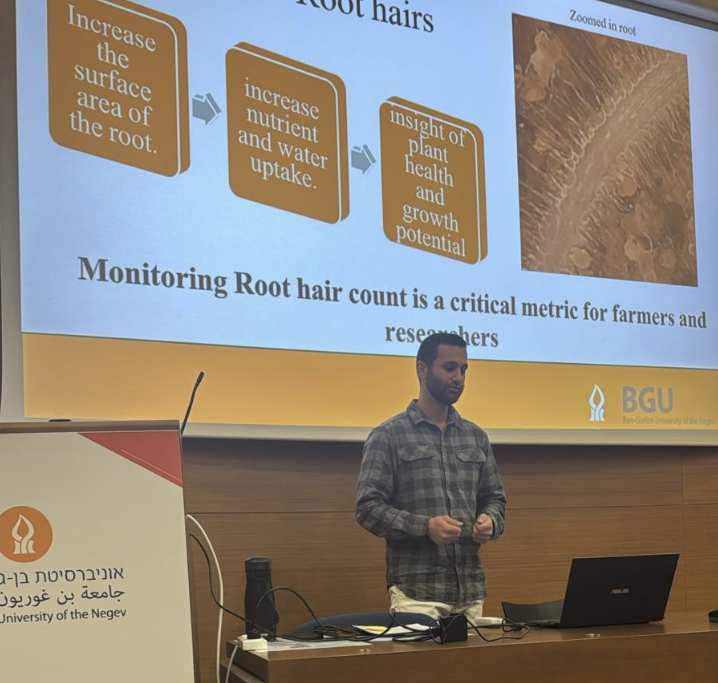 Root hairs
Zoomed in root
Increase
the
surface
area of
the root.
increase
nutrient
and water
uptake.
insight of
plant
health
and
growth
potential
Monitoring Root hair count is a critical metric for farmers and
BGU
Ben-Gurion University of the Negev
אוניברסיטת בן-ג
جامعة بن غوريون
University of the Negev
ASUS